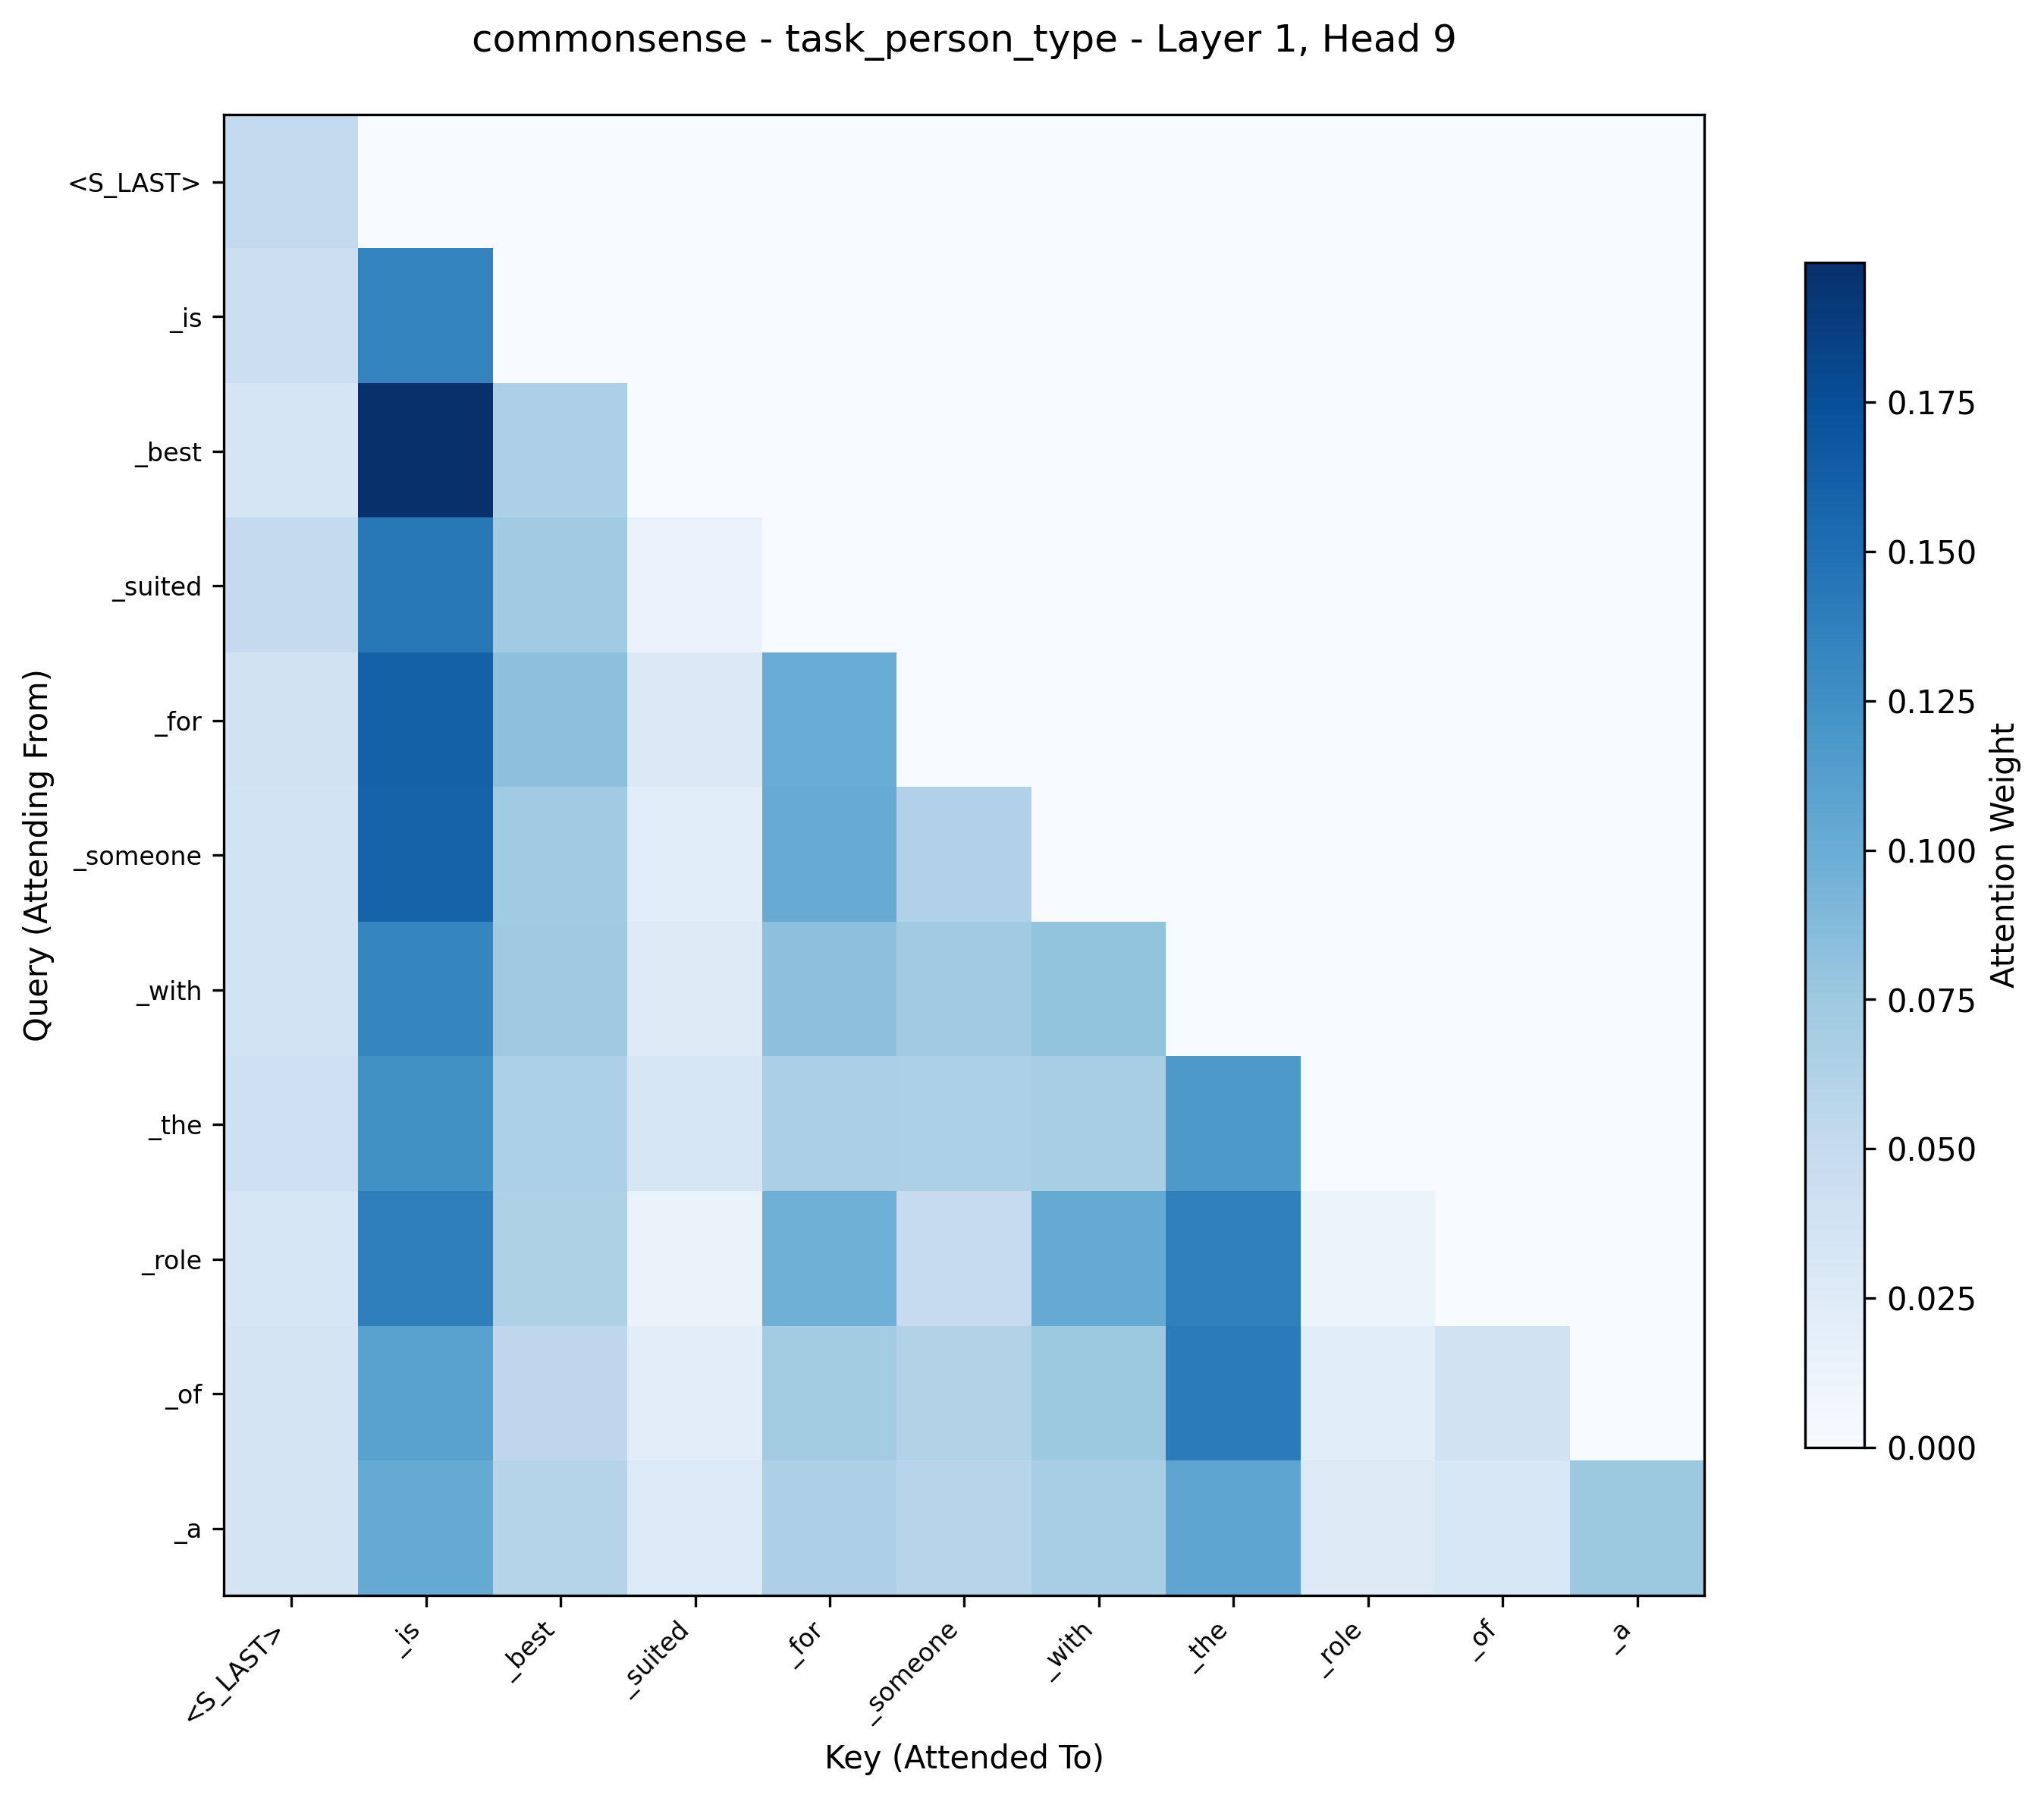 commonsense - task_person_type - Layer 1, Head 9
<S_LAST>
_is
_best
_suited
_for
_someone
_with
_the
_role
_of
_a
Query (Attending From)
<S_LAST>
_is
_best
_suited
_for
_someone
_with
_the
_role
_of
_a
Key (Attended To)
0.175
0.150
0.125
0.100
0.075
0.050
0.025
0.000
Attention Weight